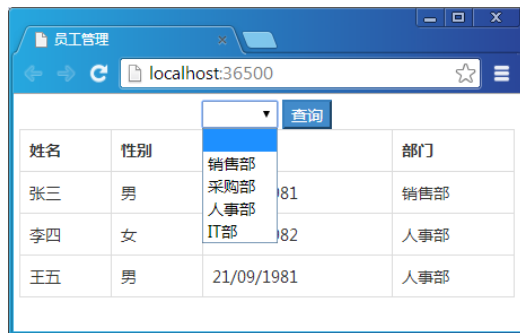 员工管理
localhost:36500
查询
姓名 性别 部门
销售部
采购部
人事部
IT部
张三 男 81 销售部
李四 女 82 人事部
王五 男 21/09/1981 人事部